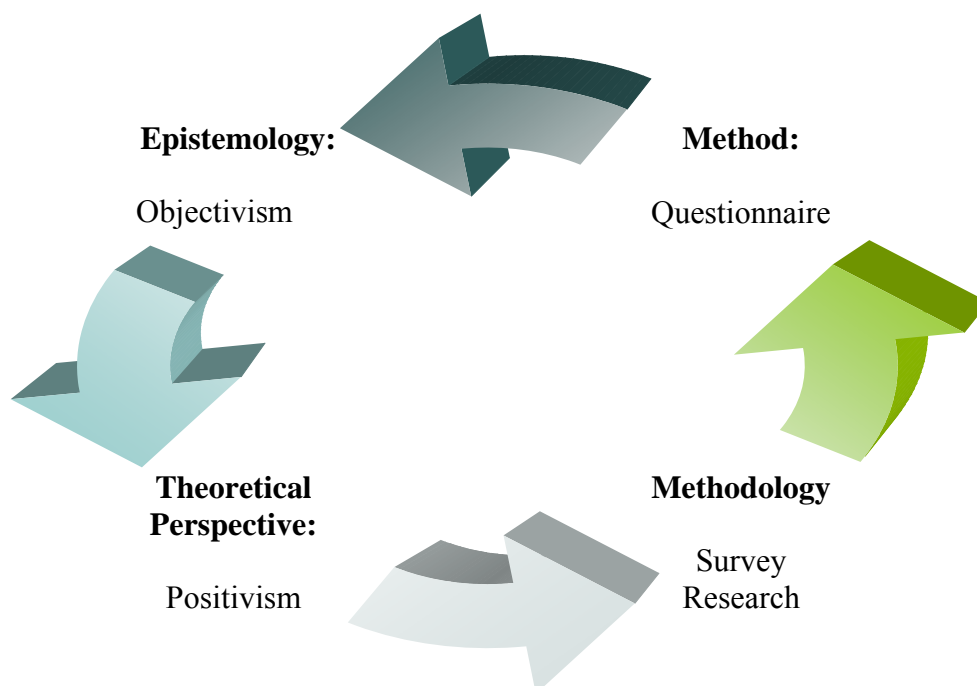 Epistemology:
Objectivism
Method:
Questionnaire
Theoretical
Perspective:
Positivism
Methodology
Survey
Research